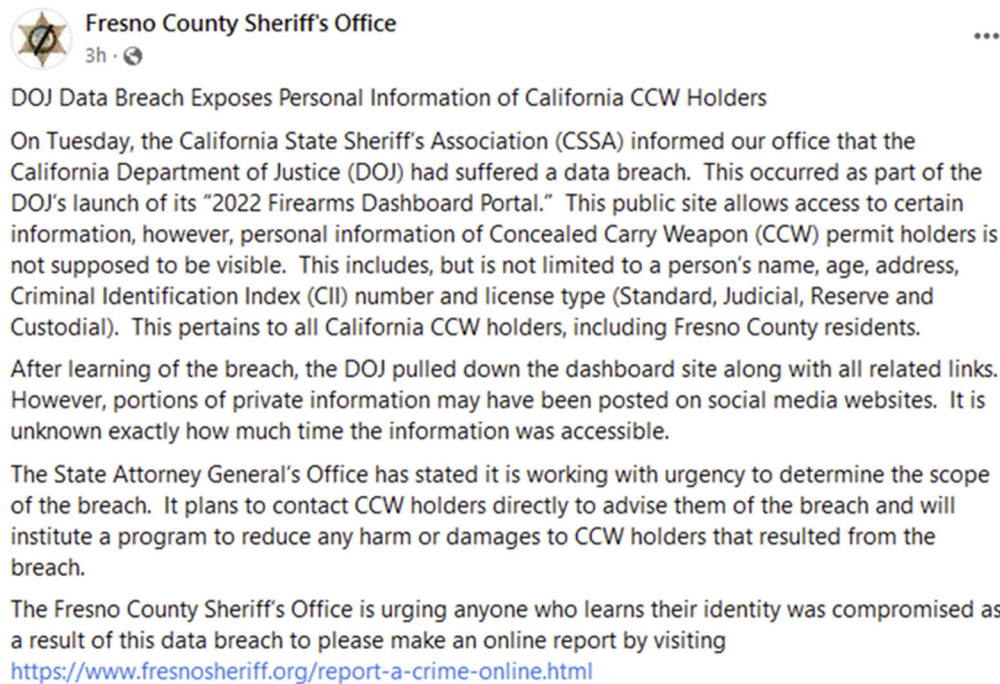 Fresno County Sheriff's Office
3h ·
DOJ Data Breach Exposes Personal Information of California CCW Holders
On Tuesday, the California State Sheriff's Association (CSSA) informed our office that the
California Department of Justice (DOJ) had suffered a data breach.  This occurred as part of the
DOJ's launch of its “2022 Firearms Dashboard Portal.”  This public site allows access to certain
information, however, personal information of Concealed Carry Weapon (CCW) permit holders is
not supposed to be visible.  This includes, but is not limited to a person's name, age, address,
Criminal Identification Index (CII) number and license type (Standard, Judicial, Reserve and
Custodial).  This pertains to all California CCW holders, including Fresno County residents.
After learning of the breach, the DOJ pulled down the dashboard site along with all related links.
However, portions of private information may have been posted on social media websites.  It is
unknown exactly how much time the information was accessible.
The State Attorney General's Office has stated it is working with urgency to determine the scope
of the breach.  It plans to contact CCW holders directly to advise them of the breach and will
institute a program to reduce any harm or damages to CCW holders that resulted from the
breach.
The Fresno County Sheriff's Office is urging anyone who learns their identity was compromised as
a result of this data breach to please make an online report by visiting
https://www.fresnosheriff.org/report-a-crime-online.html